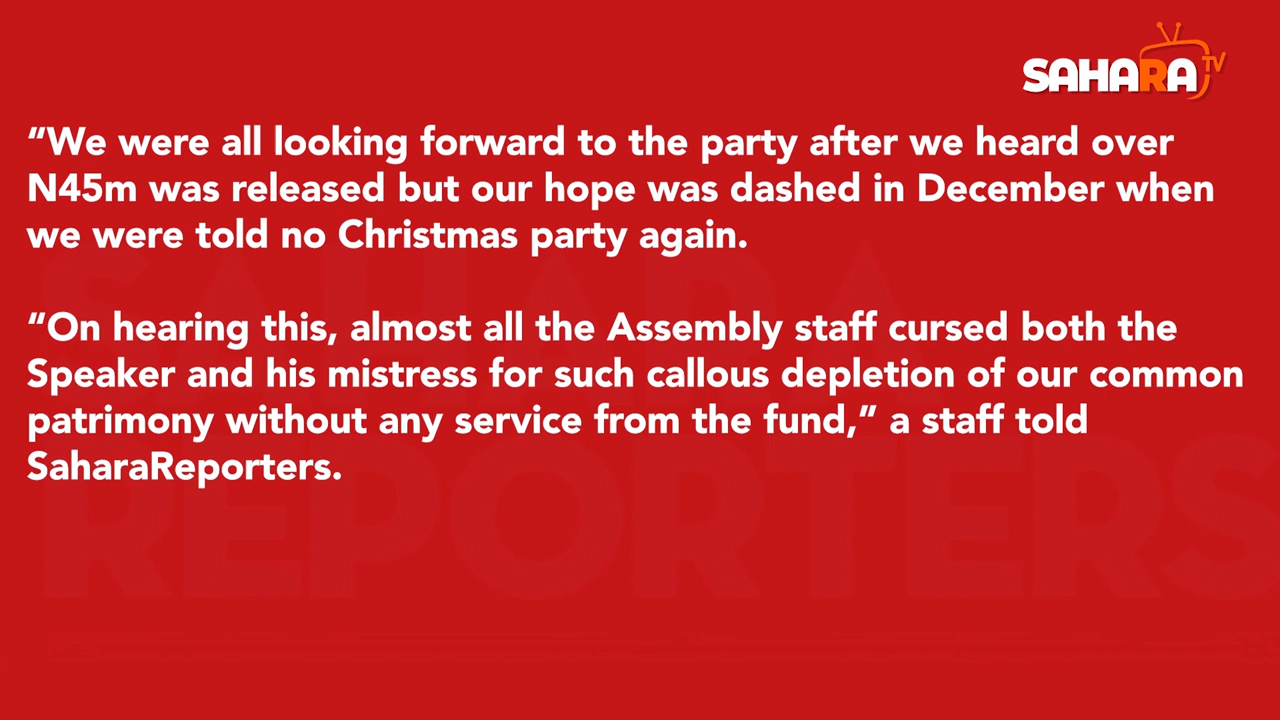 SAHARA TV
“We were all looking forward to the party after we heard over
N45m was released but our hope was dashed in December when
we were told no Christmas party again.
“On hearing this, almost all the Assembly staff cursed both the
Speaker and his mistress for such callous depletion of our common
patrimony without any service from the fund,” a staff told
SaharaReporters.
SAHARA
REPORTERS